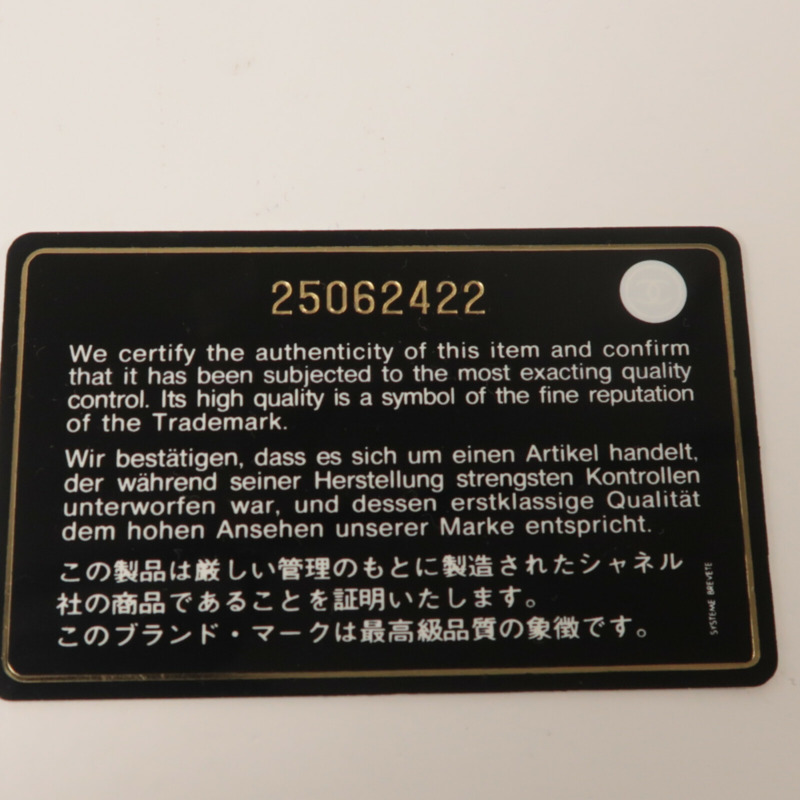 25062422
We certify the authenticity of this item and confirm
that it has been subjected to the most exacting quality
control. Its high quality is a symbol of the fine reputation
of the Trademark.
Wir bestätigen, dass es sich um einen Artikel handelt,
der während seiner Herstellung strengsten Kontrollen
unterworfen war, und dessen erstklassige Qualität
dem hohen Ansehen unserer Marke entspricht.
この製品は厳しい管理のもとに製造されたシャネル
社の商品であることを証明いたします。
このブランド・マークは最高級品質の象徴です。
SYSTEME BREVETE